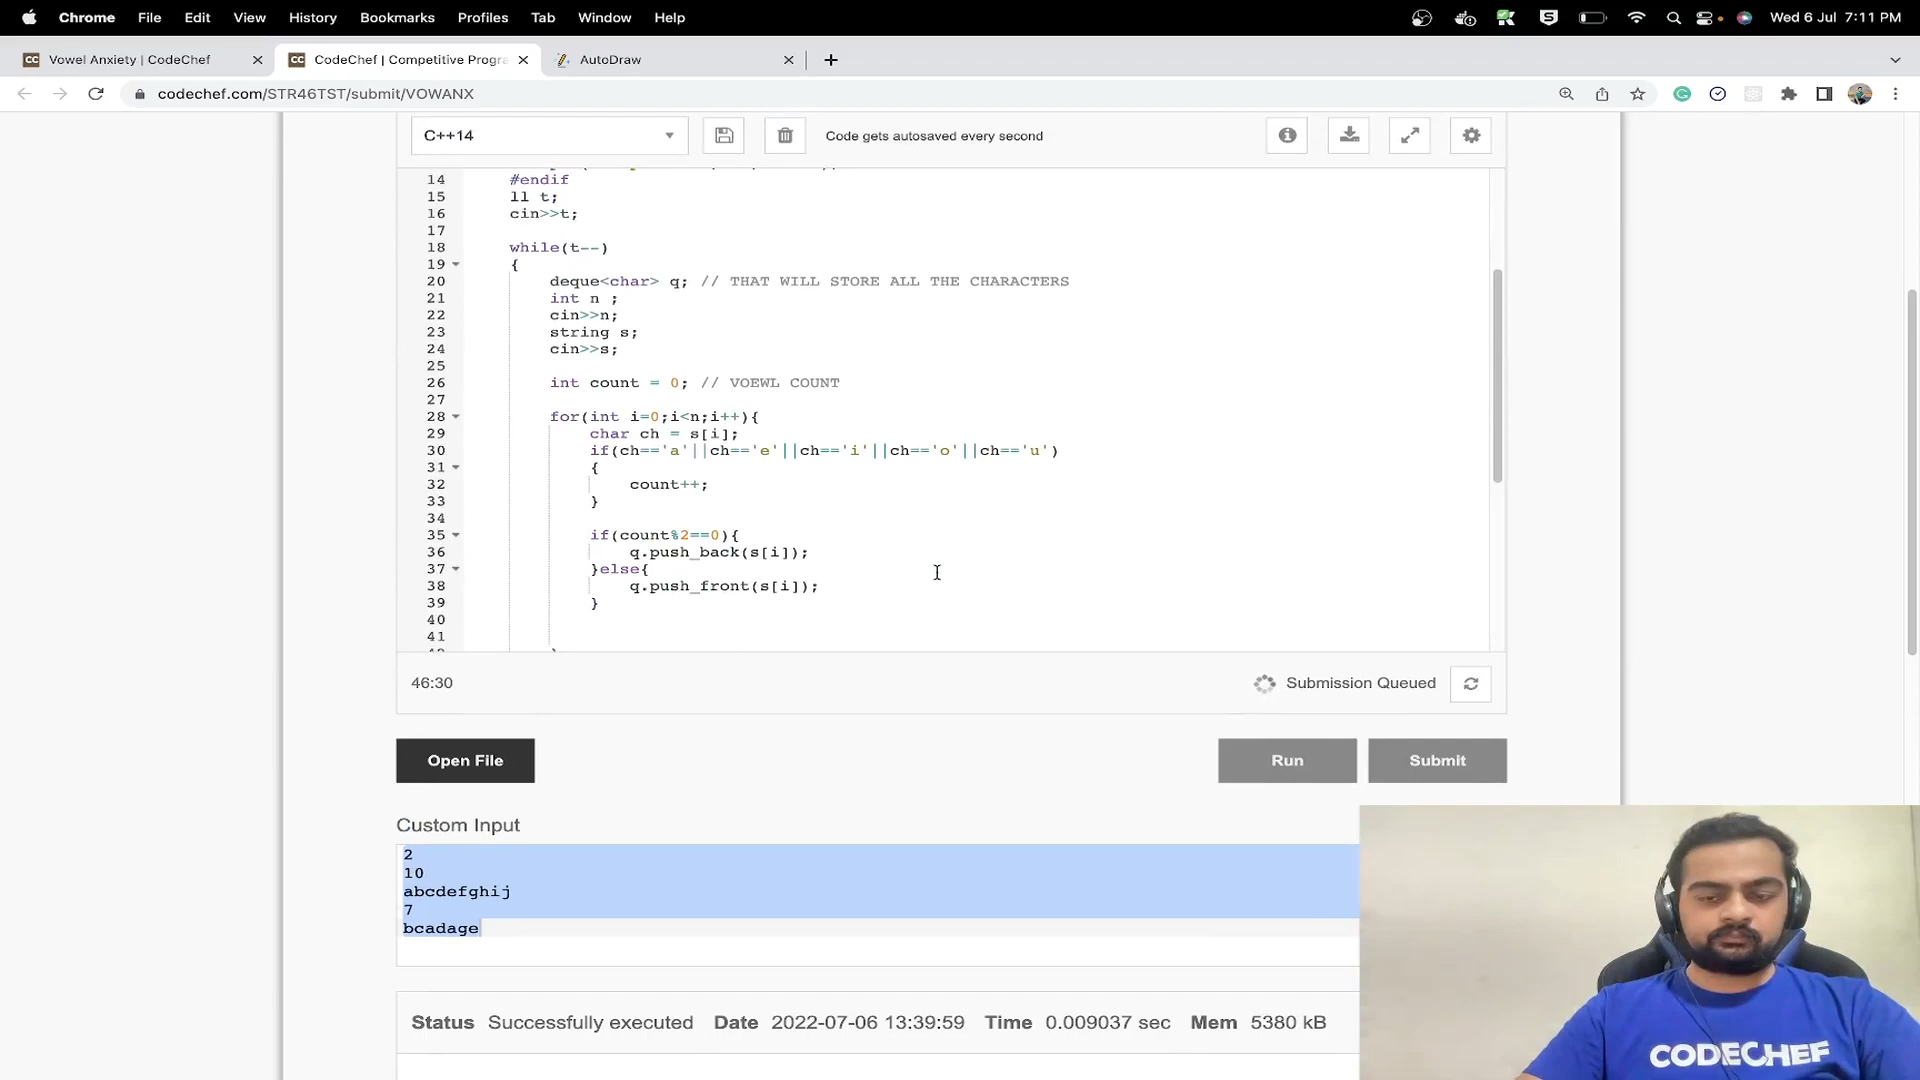 Chrome File Edit View History Bookmarks Profiles Tab Window Help Wed 6 Jul 7:11 PM
Vowel Anxiety | CodeChef CodeChef | Competitive Progra AutoDraw
codechef.com/STR46TST/submit/VOWANX
C++14 Code gets autosaved every second
14 #endif
15 ll t;
16 cin>>t;
17
18 while(t--)
19 {
20 deque<char> q; // THAT WILL STORE ALL THE CHARACTERS
21 int n ;
22 cin>>n;
23 string s;
24 cin>>s;
25
26 int count = 0; // VOEWL COUNT
27
28 for(int i=0;i<n;i++){
29 char ch = s[i];
30 if(ch=='a'||ch=='e'||ch=='i'||ch=='o'||ch=='u')
31 {
32 count++;
33 }
34
35 if(count%2==0){
36 q.push_back(s[i]);
37 }else{
38 q.push_front(s[i]);
39 }
40
41
46:30 Submission Queued
Open File Run Submit
Custom Input
2
10
abcdefghij
7
bcadage
Status Successfully executed Date 2022-07-06 13:39:59 Time 0.009037 sec Mem 5380 kB
CODECHEF